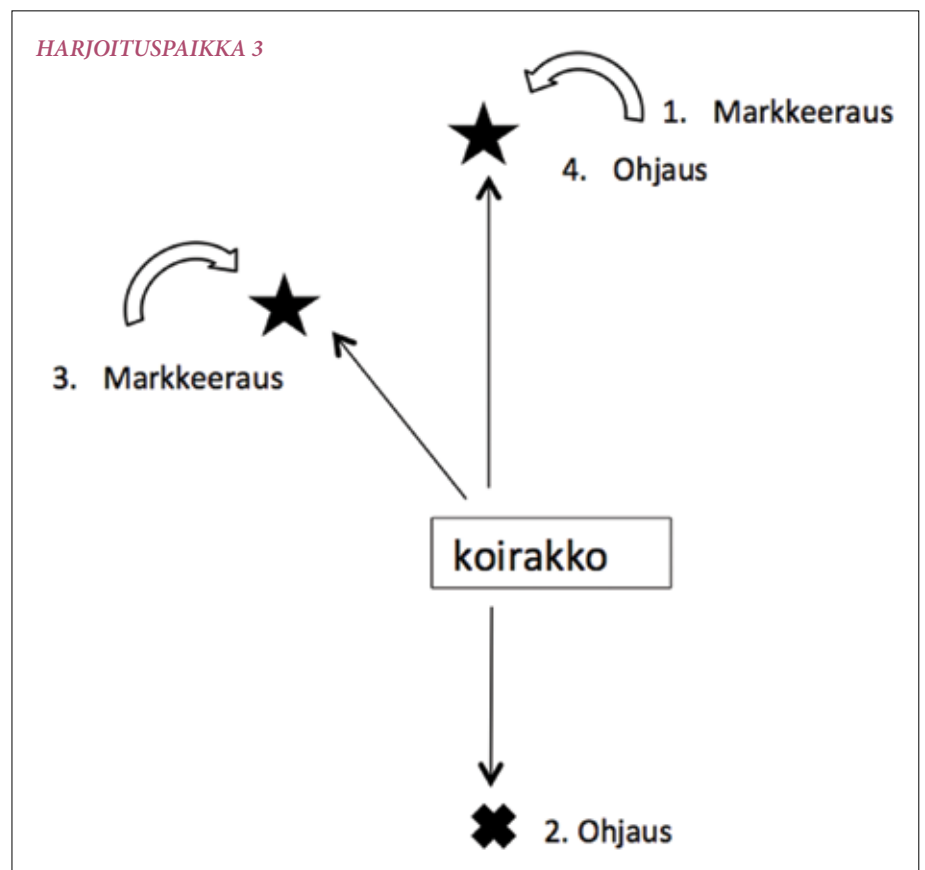 HARJOITUSPAIKKA 3
1. Markkeeraus
4. Ohjaus
3. Markkeeraus
koirakko
2. Ohjaus